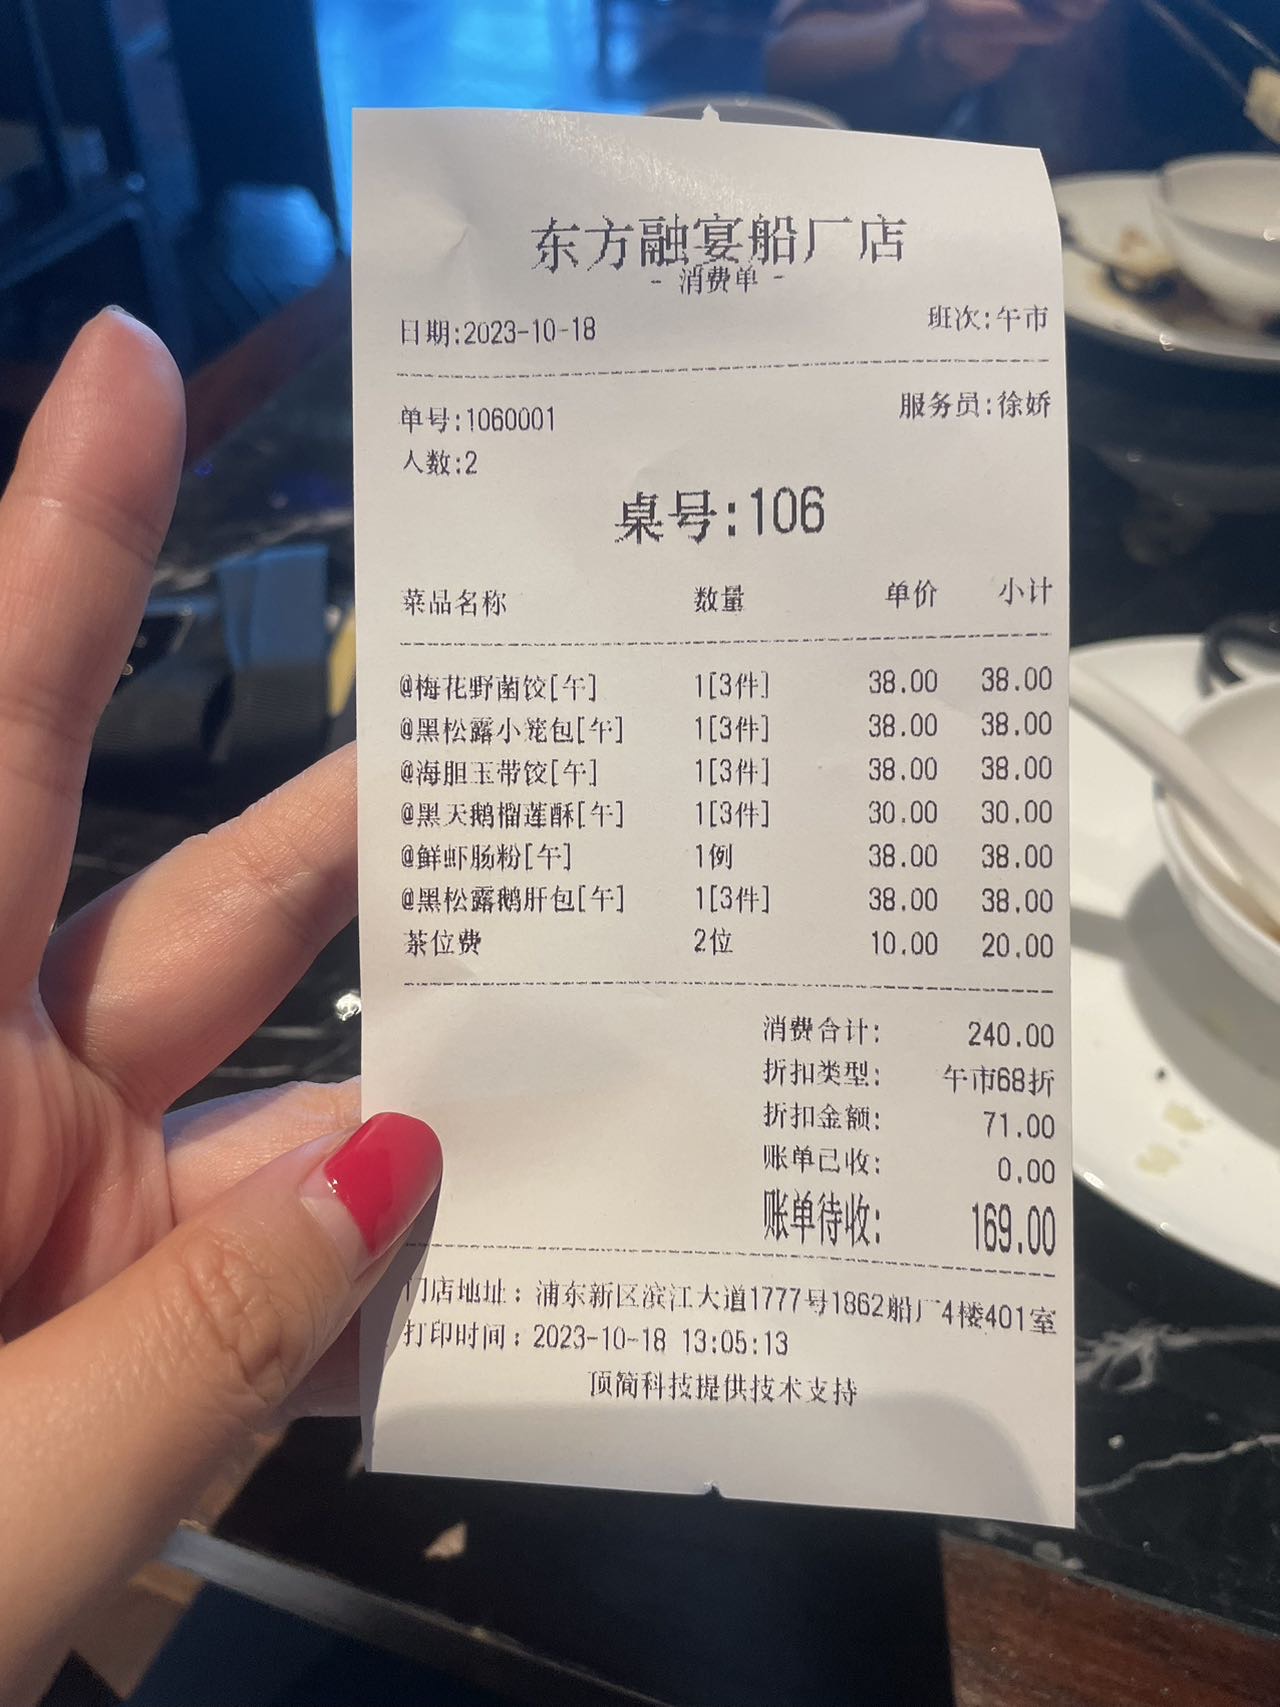 东方融宴船厂店
- 消费单 -
日期:2023-10-18 班次:午市
单号:1060001 服务员:徐娇
人数:2
桌号:106
菜品名称 数量 单价 小计
@梅花野菌饺[午] 1[3件] 38.00 38.00
@黑松露小笼包[午] 1[3件] 38.00 38.00
@海胆玉带饺[午] 1[3件] 38.00 38.00
@黑天鹅榴莲酥[午] 1[3件] 30.00 30.00
@鲜虾肠粉[午] 1例 38.00 38.00
@黑松露鹅肝包[午] 1[3件] 38.00 38.00
茶位费 2位 10.00 20.00
消费合计: 240.00
折扣类型: 午市68折
折扣金额: 71.00
账单已收: 0.00
账单待收: 169.00
门店地址：浦东新区滨江大道1777号1862船厂4楼401室
打印时间：2023-10-18 13:05:13
顶简科技提供技术支持